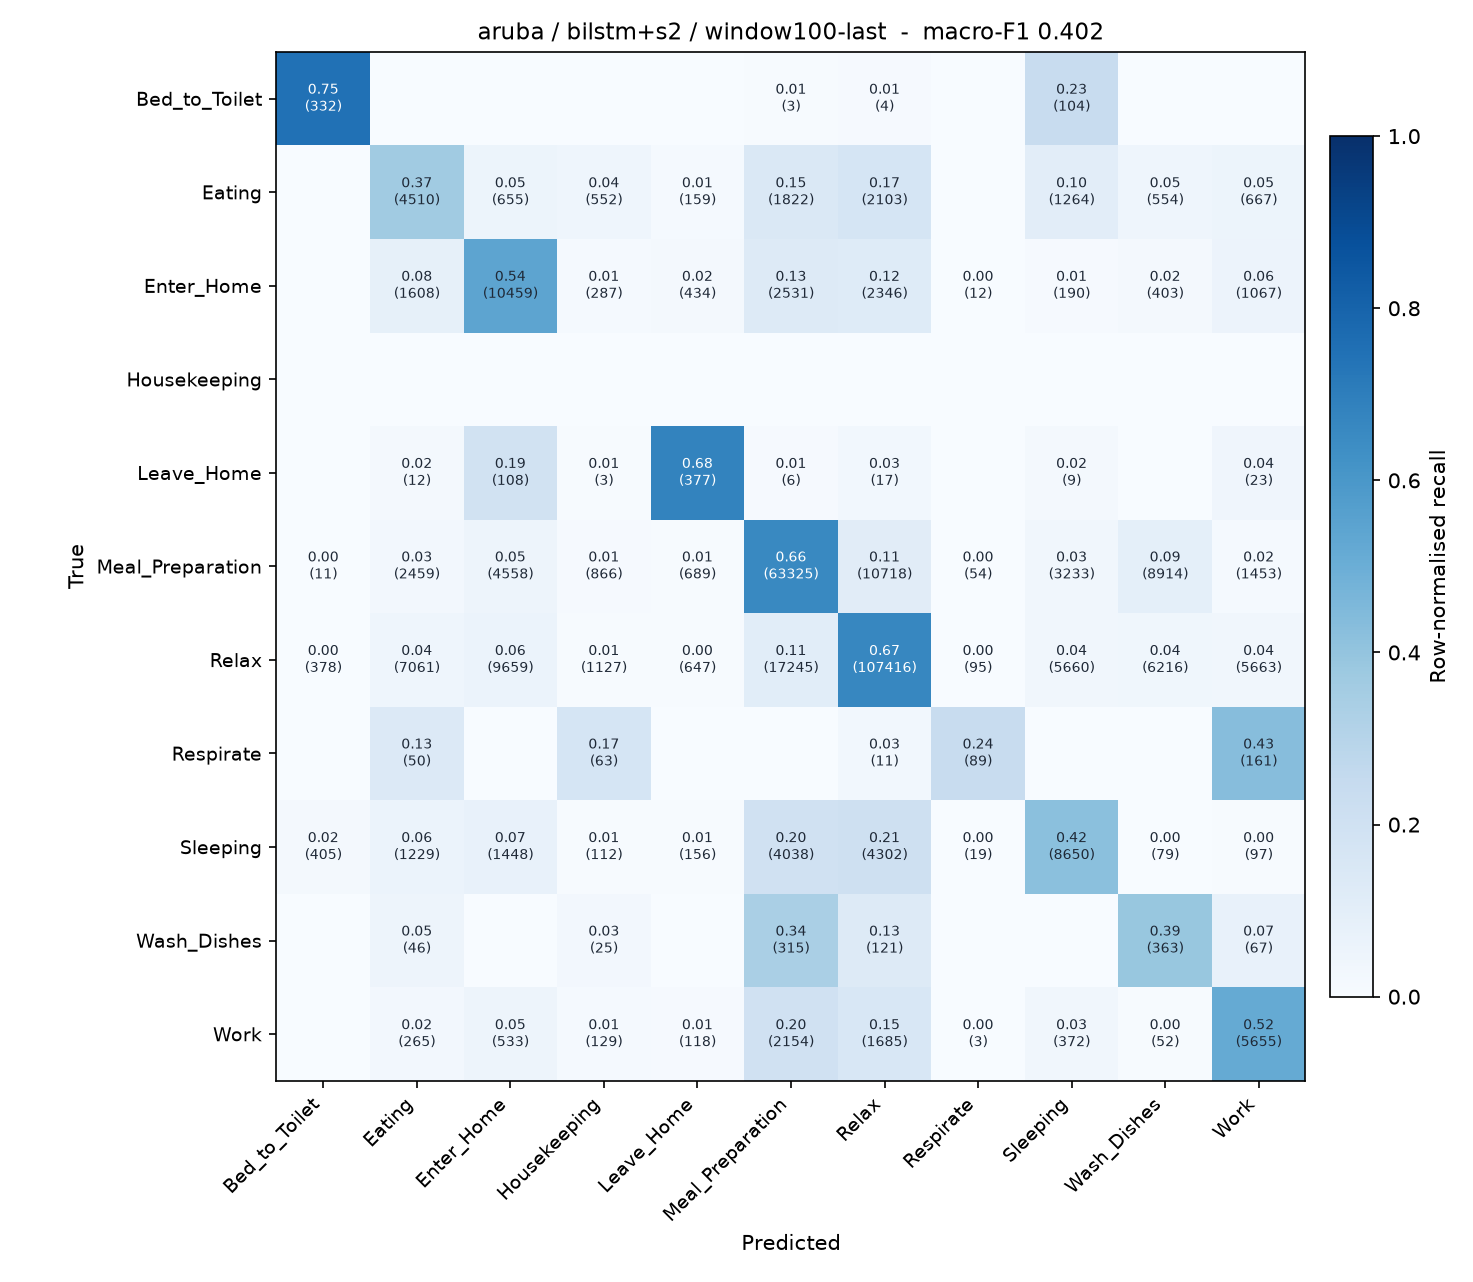 aruba / bilstm+s2 / window100-last  -  macro-F1 0.402
True
Bed_to_Toilet
0.75 0.01 0.01 0.23
(332) (3) (4) (104)
Eating
0.37 0.05 0.04 0.01 0.15 0.17 0.10 0.05 0.05
(4510) (655) (552) (159) (1822) (2103) (1264) (554) (667)
Enter_Home
0.08 0.54 0.01 0.02 0.13 0.12 0.00 0.01 0.02 0.06
(1608) (10459) (287) (434) (2531) (2346) (12) (190) (403) (1067)
Housekeeping
Leave_Home
0.02 0.19 0.01 0.68 0.01 0.03 0.02 0.04
(12) (108) (3) (377) (6) (17) (9) (23)
Meal_Preparation
0.00 0.03 0.05 0.01 0.01 0.66 0.11 0.00 0.03 0.09 0.02
(11) (2459) (4558) (866) (689) (63325) (10718) (54) (3233) (8914) (1453)
Relax
0.00 0.04 0.06 0.01 0.00 0.11 0.67 0.00 0.04 0.04 0.04
(378) (7061) (9659) (1127) (647) (17245) (107416) (95) (5660) (6216) (5663)
Respirate
0.13 0.17 0.03 0.24 0.43
(50) (63) (11) (89) (161)
Sleeping
0.02 0.06 0.07 0.01 0.01 0.20 0.21 0.00 0.42 0.00 0.00
(405) (1229) (1448) (112) (156) (4038) (4302) (19) (8650) (79) (97)
Wash_Dishes
0.05 0.03 0.34 0.13 0.39 0.07
(46) (25) (315) (121) (363) (67)
Work
0.02 0.05 0.01 0.01 0.20 0.15 0.00 0.03 0.00 0.52
(265) (533) (129) (118) (2154) (1685) (3) (372) (52) (5655)
Bed_to_Toilet
Eating
Enter_Home
Housekeeping
Leave_Home
Meal_Preparation
Relax
Respirate
Sleeping
Wash_Dishes
Work
Predicted
1.0
0.8
0.6
0.4
0.2
0.0
Row-normalised recall